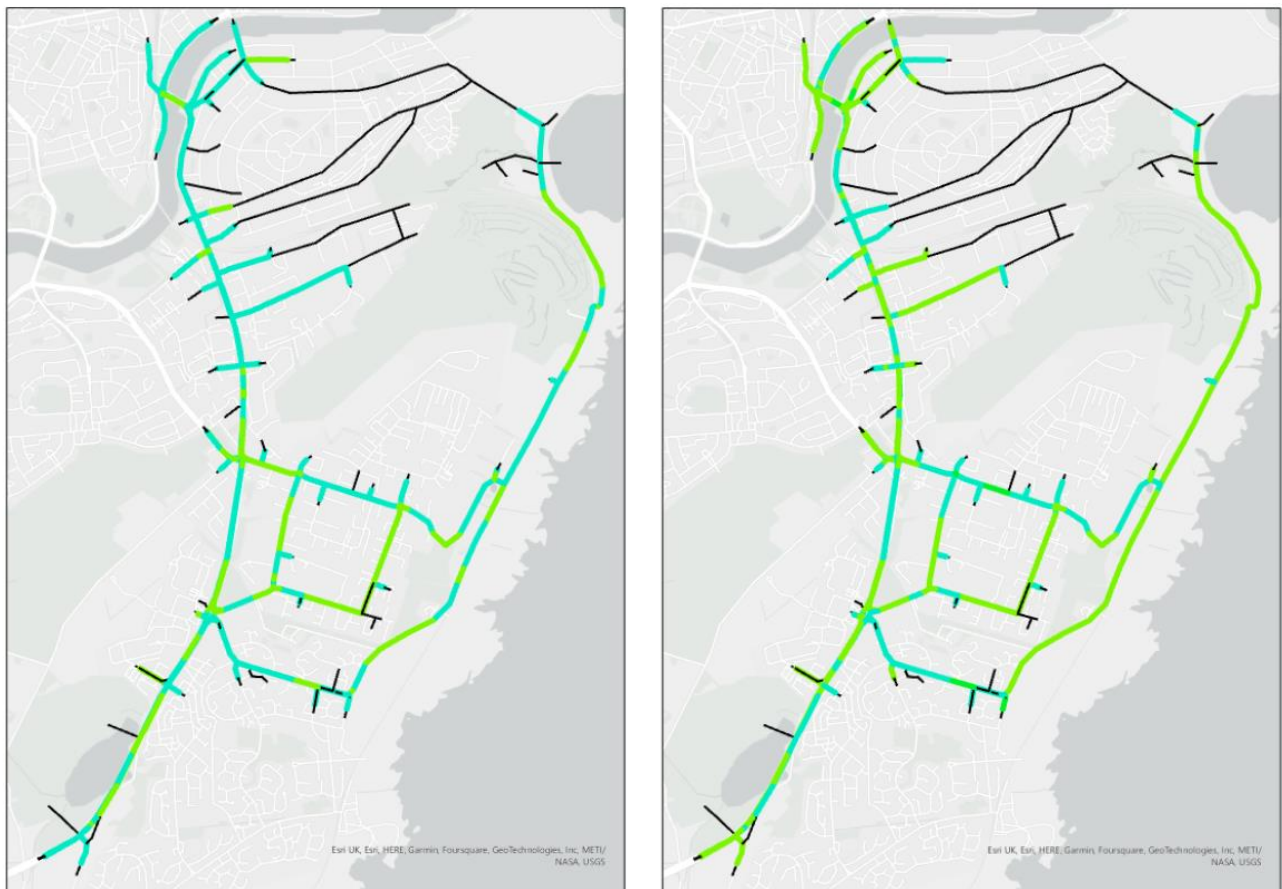 Esri UK, Esri, HERE, Garmin, Foursquare, GeoTechnologies, Inc, METI/
NASA, USGS
Esri UK, Esri, HERE, Garmin, Foursquare, GeoTechnologies, Inc, METI/
NASA, USGS